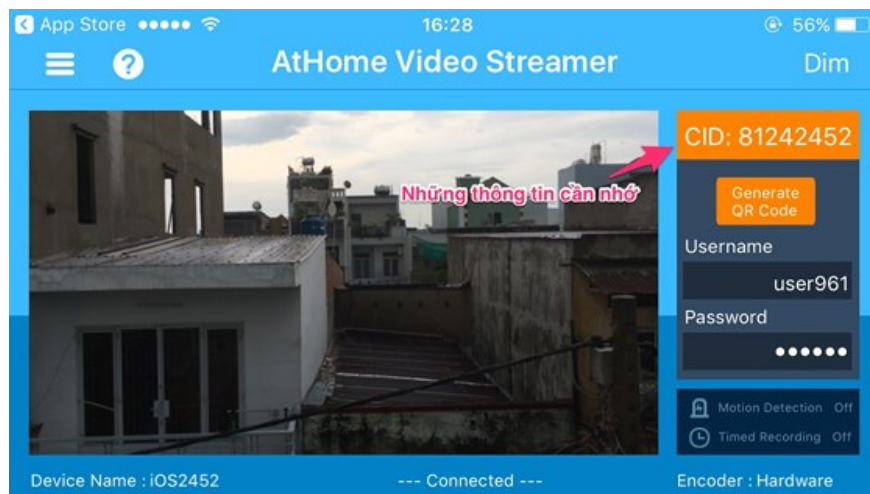 App Store
16:28
56%
AtHome Video Streamer
Dim
CID: 81242452
Những thông tin cần nhớ
Generate
QR Code
Username
user961
Password
Motion Detection Off
Timed Recording Off
Device Name : iOS2452
--- Connected ---
Encoder : Hardware